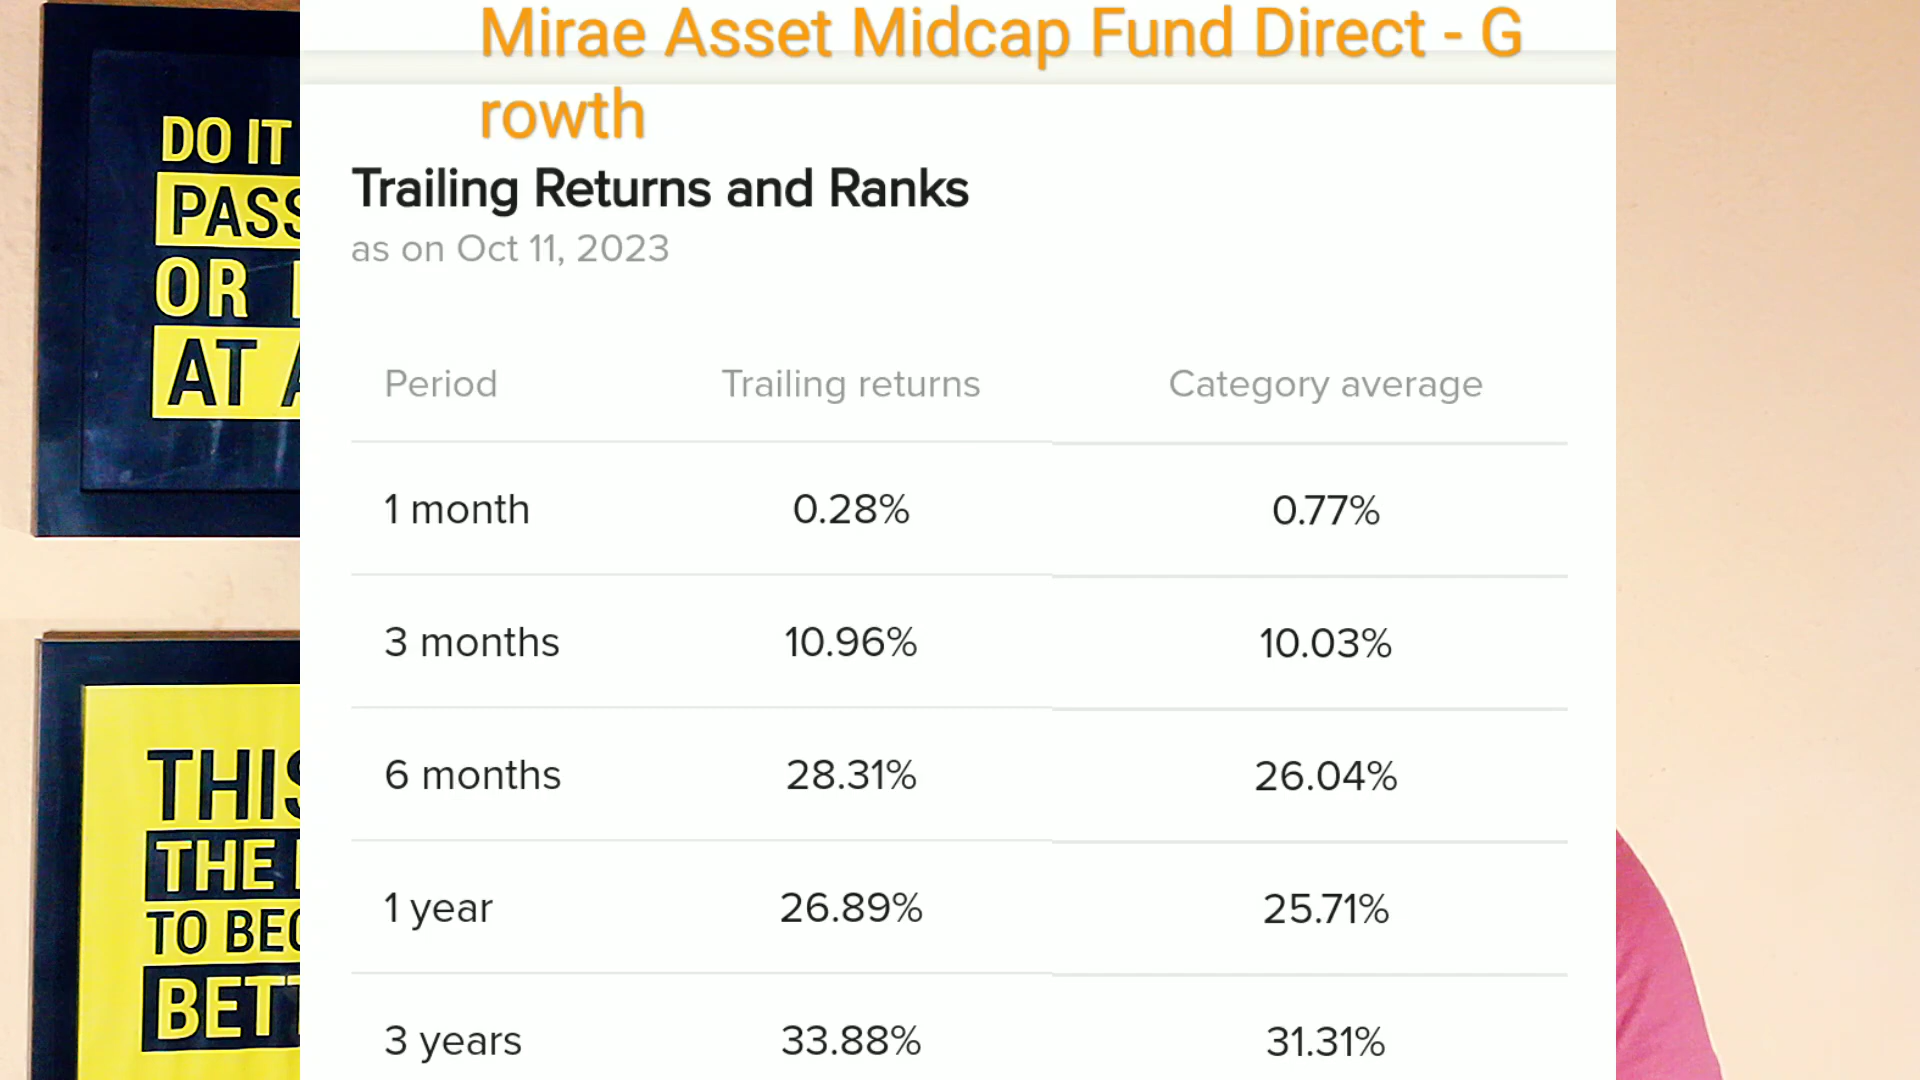 Mirae Asset Midcap Fund Direct - G
rowth
Trailing Returns and Ranks
as on Oct 11, 2023
Period Trailing returns Category average
1 month 0.28% 0.77%
3 months 10.96% 10.03%
6 months 28.31% 26.04%
1 year 26.89% 25.71%
3 years 33.88% 31.31%
DO IT
OR
AT
THE
TO